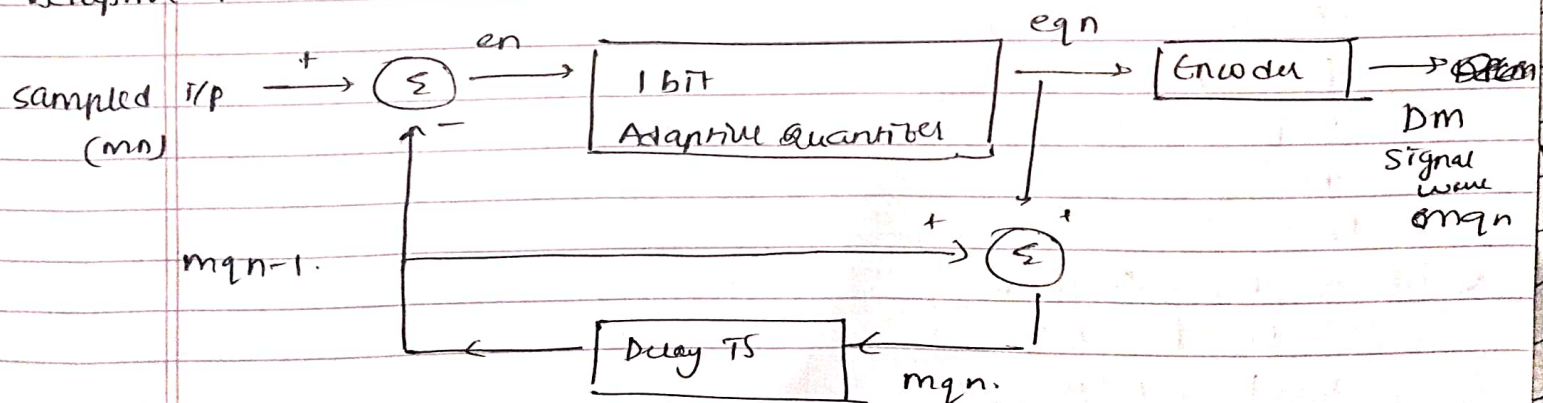 en
eqn
sampled I/p
+
Σ
1 bit
Encoder
(mn)
Adaptive Quantizer
DM
-
signal
wave
mqn
+
+
mqn-1.
Σ
Delay TS
mqn.